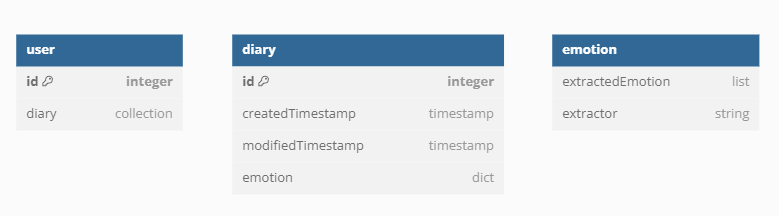 user
id integer
diary collection
diary
id integer
createdTimestamp timestamp
modifiedTimestamp timestamp
emotion dict
emotion
extractedEmotion list
extractor string